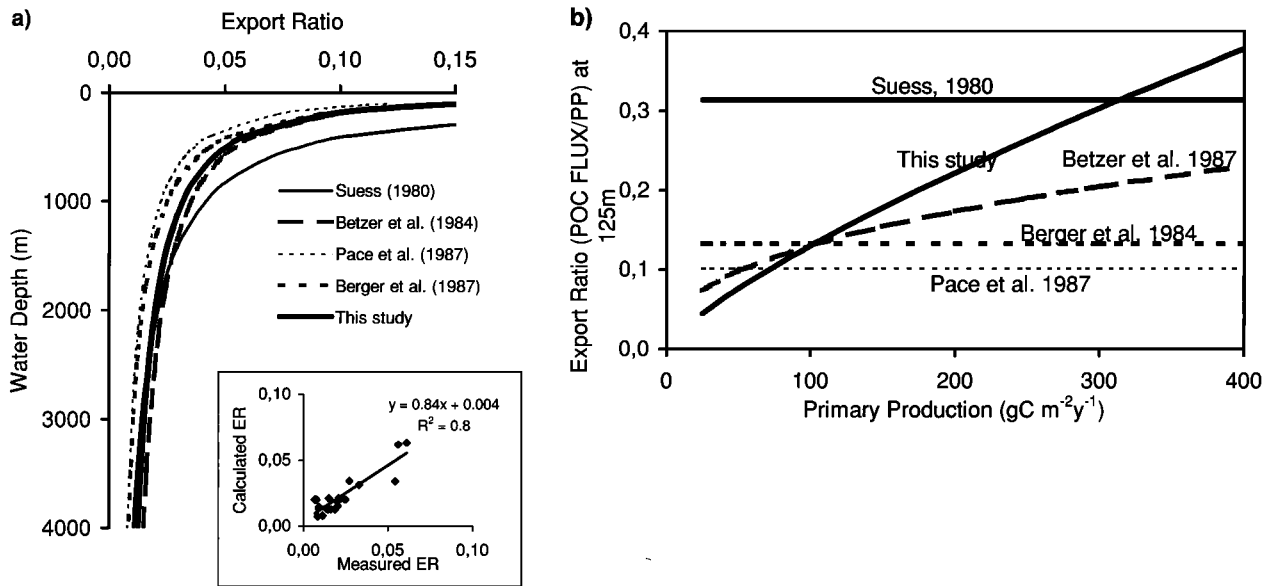 a)
Export Ratio
0,00 0,05 0,10 0,15
0
1000
2000
3000
4000
Water Depth (m)
Suess (1980)
Betzer et al. (1984)
Pace et al. (1987)
Berger et al. (1987)
This study
0,10
0,05
0,00
Calculated ER
y = 0.84x + 0.004
R² = 0.8
0,00 0,05 0,10
Measured ER
b)
Export Ratio (POC FLUX/PP) at
125m
0,4
0,3
0,2
0,1
0,0
Suess, 1980
This study
Betzer et al. 1987
Berger et al. 1984
Pace et al. 1987
0 100 200 300 400
Primary Production (gC m⁻²y⁻¹)